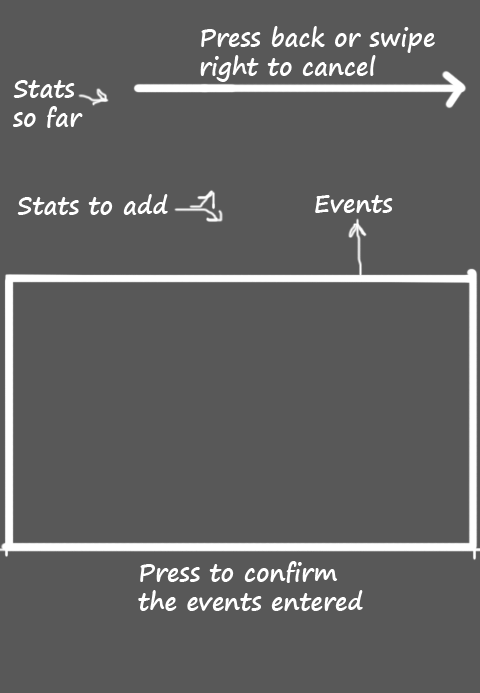 Press back or swipe
right to cancel
Stats
so far
Stats to add
Events
Press to confirm
the events entered